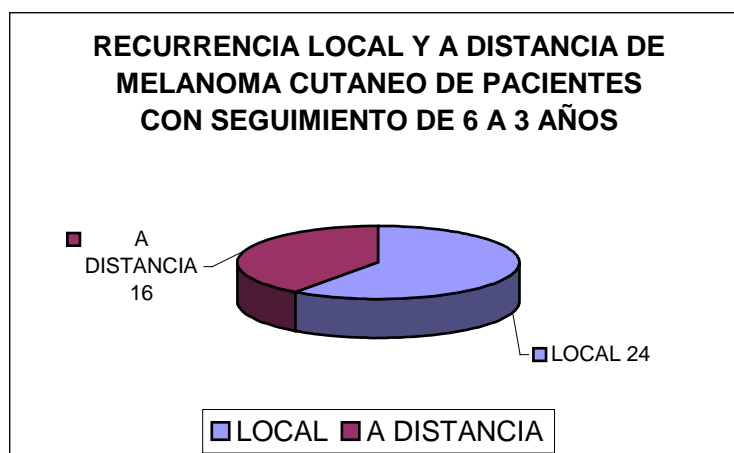 RECURRENCIA LOCAL Y A DISTANCIA DE
MELANOMA CUTANEO DE PACIENTES
CON SEGUIMIENTO DE 6 A 3 AÑOS
A
DISTANCIA
16
LOCAL 24
LOCAL A DISTANCIA